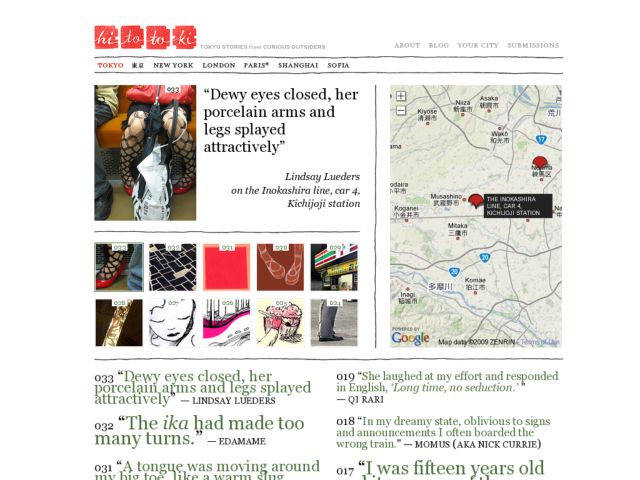 hi to to ki
TOKYO STORIES from CURIOUS OUTSIDERS
ABOUT BLOG YOUR CITY SUBMISSIONS
TOKYO 東京 NEW YORK LONDON PARIS* SHANGHAI SOFIA
033
“Dewy eyes closed, her
porcelain arms and
legs splayed
attractively”
Lindsay Lueders
on the Inokashira line, car 4,
Kichijoji station
033 032 031 030 029
028 027 026 025 024
+
-
Kiyose
清瀬市
Niiza
新座市
Asaka
朝霞市
荒川
Wakō
和光市
17
Nerima
練馬区
Musashino
武蔵野市
THE INOKASHIRA
LINE, CAR 4,
KICHIJOJI STATION
Koganei
小金井市
Mitaka
三鷹市
20
20
多摩川
Komae
狛江市
Inagi
稲城市
POWERED BY
Google
Map data ©2009 ZENRIN - Terms of Use
033 “Dewy eyes closed, her
porcelain arms and legs splayed
attractively” — LINDSAY LUEDERS
032 “The ika had made too
many turns.” — EDAMAME
031 “A tongue was moving around
my big toe, like a warm slug
019 “She laughed at my effort and responded
in English, ‘Long time, no seduction.’ ”
— QI RARI
018 “In my dreamy state, oblivious to signs
and announcements I often boarded the
wrong train.” — MOMUS (AKA NICK CURRIE)
017 “I was fifteen years old